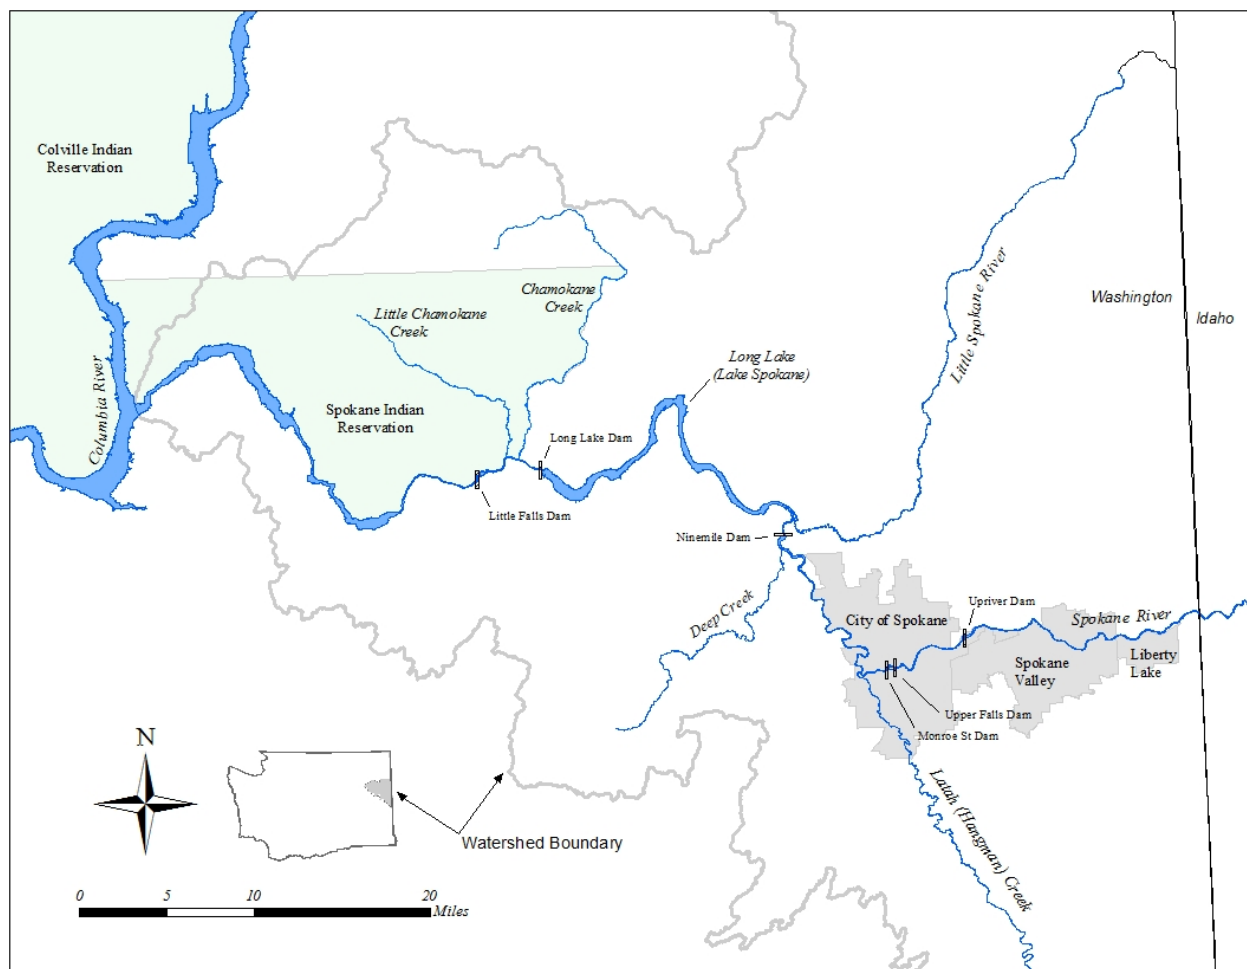 Colville Indian
Reservation
Columbia River
Little Chamokane
Creek
Chamokane
Creek
Spokane Indian
Reservation
Long Lake
(Lake Spokane)
Long Lake Dam
Little Falls Dam
Ninemile Dam
Little Spokane River
Washington
Idaho
Deep Creek
City of Spokane
Upriver Dam
Spokane River
Spokane
Valley
Liberty
Lake
Upper Falls Dam
Monroe St Dam
Latah (Hangman) Creek
N
Watershed Boundary
0 5 10 20
Miles